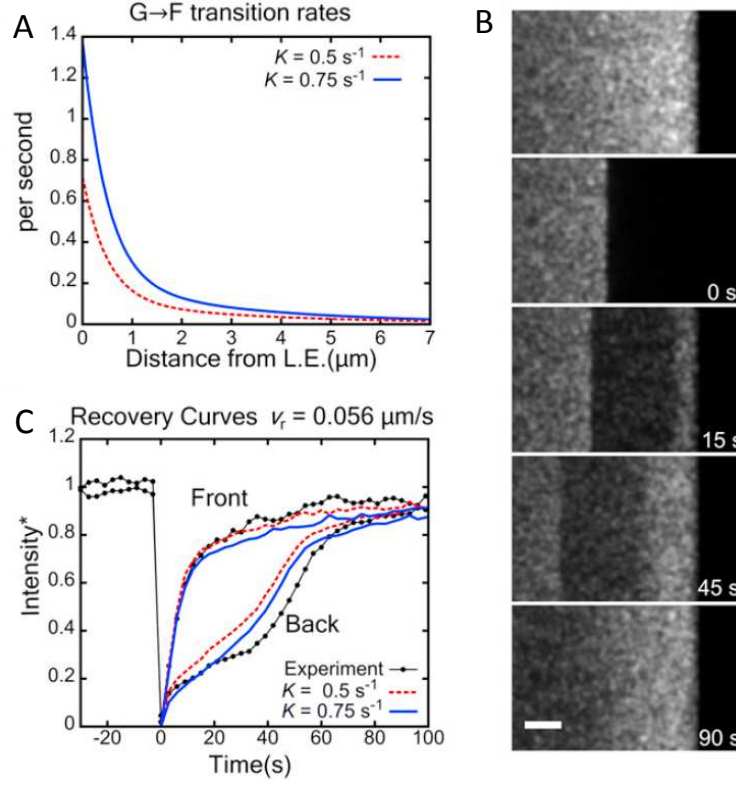 A
G→F transition rates
K = 0.5 s-1
K = 0.75 s-1
per second
1.4
1.2
1
0.8
0.6
0.4
0.2
0
0 1 2 3 4 5 6 7
Distance from L.E.(μm)
B
0 s
15 s
45 s
90 s
C
Recovery Curves vr = 0.056 μm/s
Intensity*
1.2
1
0.8
0.6
0.4
0.2
0
Front
Back
Experiment
K = 0.5 s-1
K = 0.75 s-1
-20 0 20 40 60 80 100
Time(s)